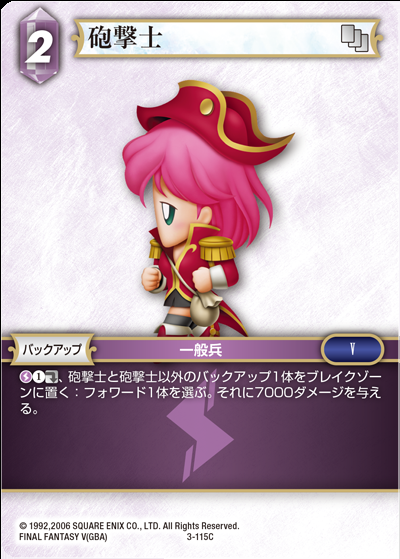 2
砲撃士
バックアップ
一般兵
V
1、砲撃士と砲撃士以外のバックアップ1体をブレイクゾー
ンに置く：フォワード1体を選ぶ。それに7000ダメージを与え
る。
© 1992,2006 SQUARE ENIX CO., LTD. All Rights Reserved.
FINAL FANTASY V(GBA)
3-115C